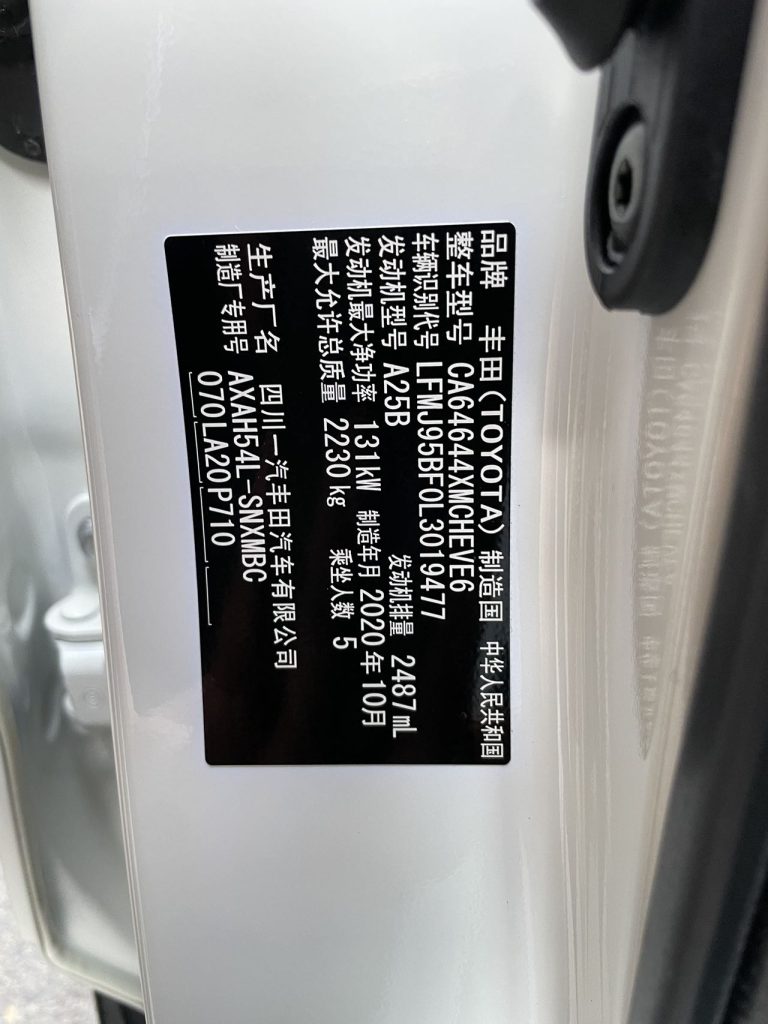 品牌 丰田(TOYOTA) 制造国 中华人民共和国
整车型号 CA64644XMCHEVE6
车辆识别代号 LFMJ95BF0L3019477
发动机型号 A25B 发动机排量 2487mL
发动机最大净功率 131kW 制造年月 2020年10月
最大允许总质量 2230kg 乘坐人数 5
生产厂名 四川一汽丰田汽车有限公司
制造厂专用号 AXAH54L-SNXMBC
070LA20P710